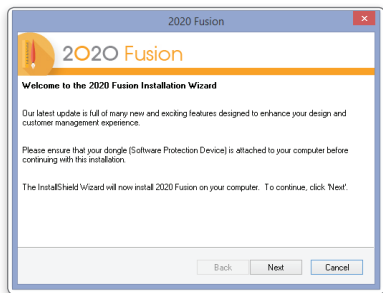 2020 Fusion
2020 Fusion
Welcome to the 2020 Fusion Installation Wizard
Our latest update is full of many new and exciting features designed to enhance your design and
customer management experience.
Please ensure that your dongle (Software Protection Device) is attached to your computer before
continuing with this installation.
The InstallShield Wizard will now install 2020 Fusion on your computer. To continue, click 'Next'.
Back Next Cancel